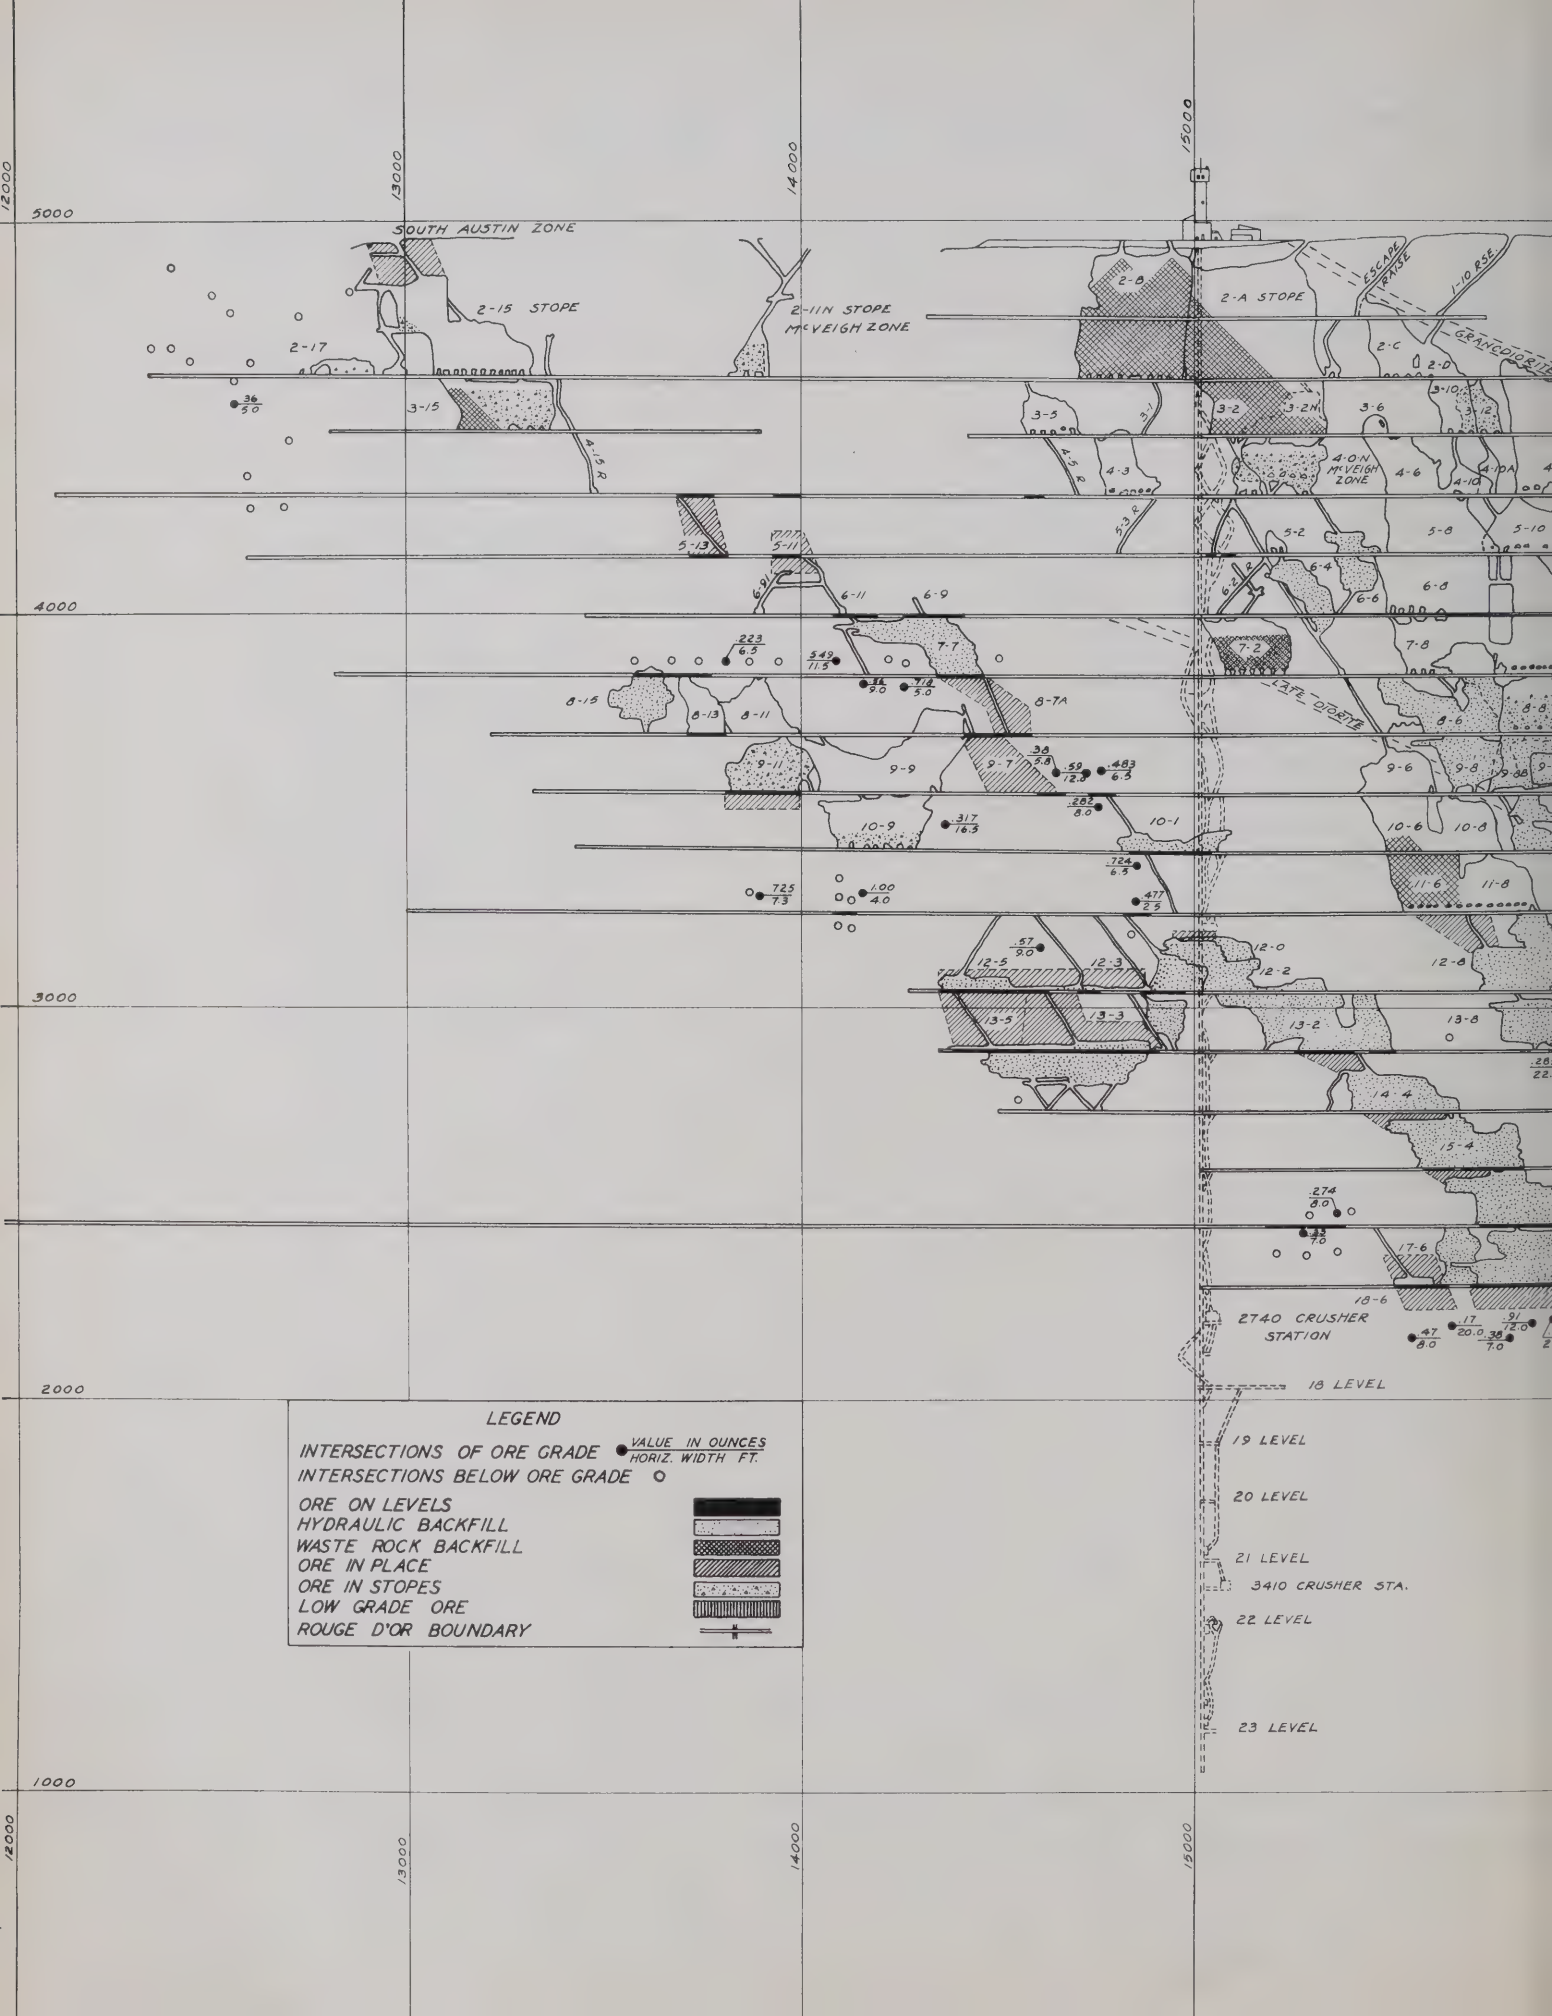 12000
13000
14000
15000
5000
SOUTH AUSTIN ZONE
2-15 STOPE
2-17
2-11N STOPE
McVEIGH ZONE
2-B
2-A STOPE
ESCAPE
RAISE
1-10 RSE.
GRANODIORITE
2-C
2-D
.36
5.0
3-15
4-15 R
3-5
3-1
3-2
3-2N
3-6
3-10
3-12
4-5 R
4-3
4-0-N
McVEIGH
ZONE
4-6
4-10
4-10A
5-13
5-11
5-3 R
5-2
5-8
5-10
4000
6-11
6-9
6-2 R
6-4
6-6
6-8
.223
6.5
.549
11.5
7-7
7-2
7-8
9.0
5.0
8-15
8-13
8-11
8-7A
LATE DIORITE
8-6
8-8
9-11
9-9
9-7
.38
5.8
.59
.483
6.5
9-6
9-8
.282
8.0
10-9
.317
16.5
10-1
10-6
10-8
.724
6.5
.725
7.3
1.00
4.0
.477
2.5
11-6
11-8
.57
9.0
12-5
12-3
12-0
12-2
12-8
3000
13-5
13-3
13-2
13-8
14-4
15-4
.274
8.0
7.0
17-6
18-6
2740 CRUSHER
STATION
.47
8.0
.17
20.0
.38
7.0
.91
12.0
2000
18 LEVEL
LEGEND
INTERSECTIONS OF ORE GRADE VALUE IN OUNCES
HORIZ. WIDTH FT.
INTERSECTIONS BELOW ORE GRADE
ORE ON LEVELS
HYDRAULIC BACKFILL
WASTE ROCK BACKFILL
ORE IN PLACE
ORE IN STOPES
LOW GRADE ORE
ROUGE D'OR BOUNDARY
19 LEVEL
20 LEVEL
21 LEVEL
3410 CRUSHER STA.
22 LEVEL
23 LEVEL
1000
12000
13000
14000
15000